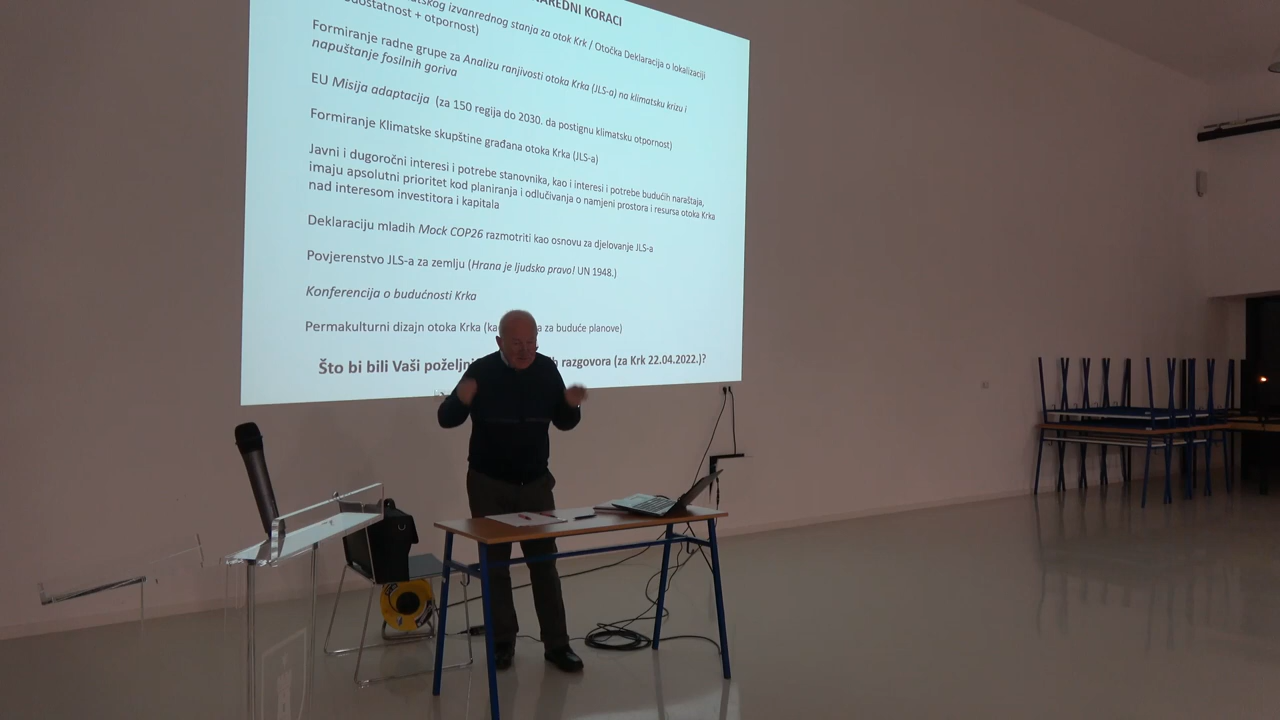 NAREDNI KORACI
izvanrednog stanja za otok Krk / Otočka Deklaracija o lokalizaciji
+ otpornost)
Formiranje radne grupe za Analizu ranjivosti otoka Krka (JLS-a) na klimatsku krizu i
napuštanje fosilnih goriva
EU Misija adaptacija (za 150 regija do 2030. da postignu klimatsku otpornost)
Formiranje Klimatske skupštine građana otoka Krka (JLS-a)
Javni i dugoročni interesi i potrebe stanovnika, kao i interesi i potrebe budućih naraštaja,
imaju apsolutni prioritet kod planiranja i odlučivanja o namjeni prostora i resursa otoka Krka
nad interesom investitora i kapitala
Deklaraciju mladih Mock COP26 razmotriti kao osnovu za djelovanje JLS-a
Povjerenstvo JLS-a za zemlju (Hrana je ljudsko pravo! UN 1948.)
Konferencija o budućnosti Krka
Permakulturni dizajn otoka Krka za buduće planove)
Što bi bili Vaši razgovora (za Krk 22.04.2022.)?